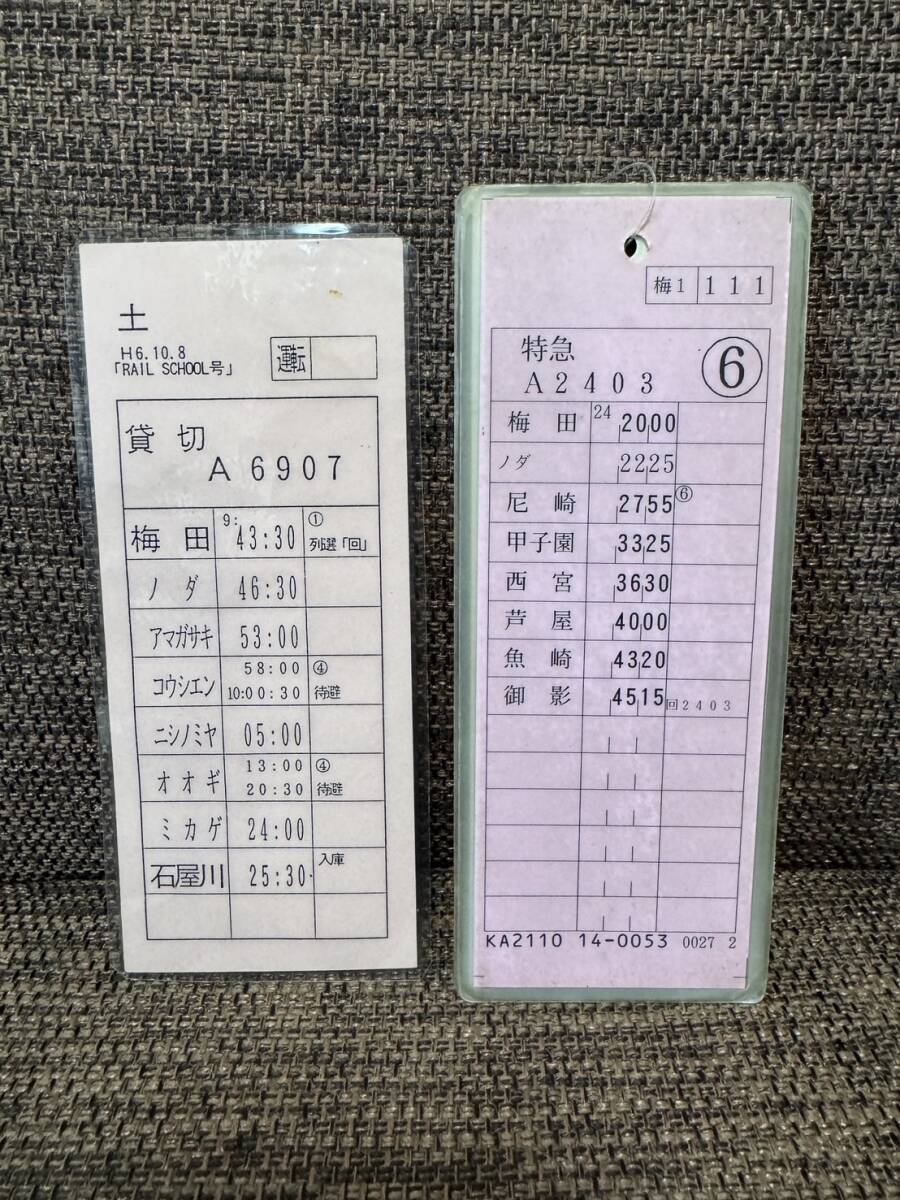 土
H6.10.8
「RAIL SCHOOL号」
運転
貸切
A6907
梅田 9: 43:30 ① 列選「回」
ノダ 46:30
アマガサキ 53:00
コウシエン 58:00 ④
10:00:30 待避
ニシノミヤ 05:00
オオギ 13:00 ④
20:30 待避
ミカゲ 24:00
石屋川 25:30 入庫
梅1 111
特急
A2403 ⑥
梅田 24 2000
ノダ 2225
尼崎 2755 ⑥
甲子園 3325
西宮 3630
芦屋 4000
魚崎 4320
御影 4515 回2403
KA2110 14-0053 0027 2